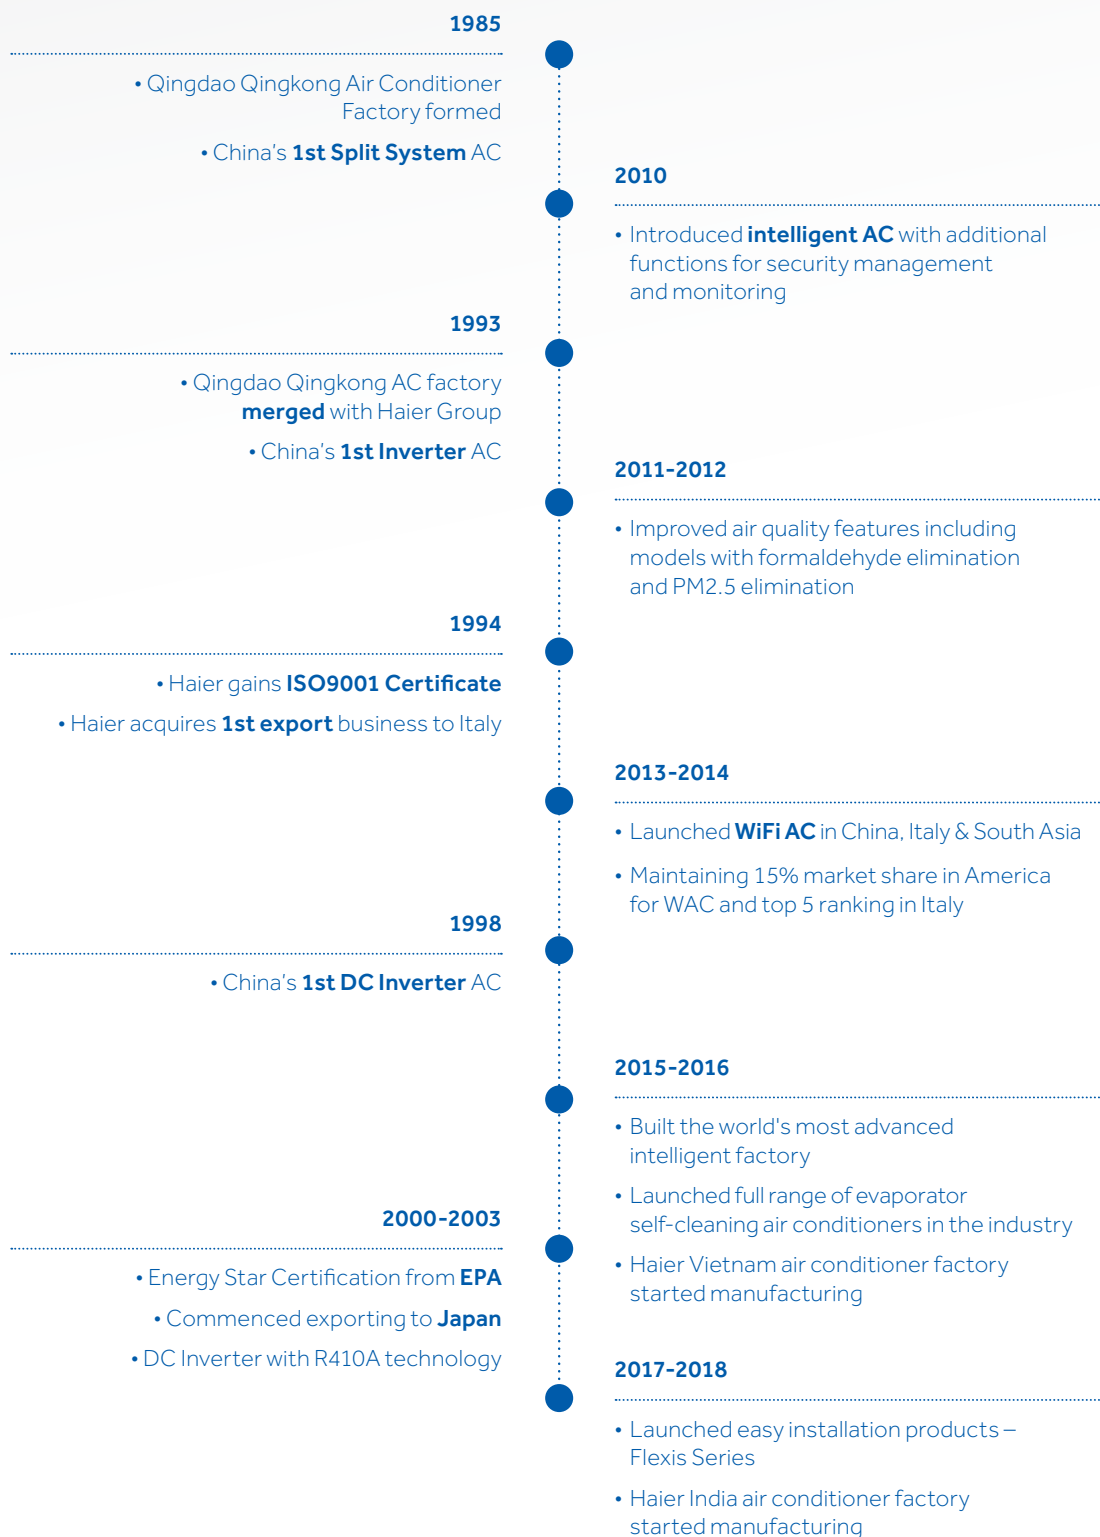 1985
• Qingdao Qingkong Air Conditioner
Factory formed
• China's 1st Split System AC
1993
• Qingdao Qingkong AC factory
merged with Haier Group
• China's 1st Inverter AC
1994
• Haier gains ISO9001 Certificate
• Haier acquires 1st export business to Italy
1998
• China's 1st DC Inverter AC
2000-2003
• Energy Star Certification from EPA
• Commenced exporting to Japan
• DC Inverter with R410A technology
2010
• Introduced intelligent AC with additional
functions for security management
and monitoring
2011-2012
• Improved air quality features including
models with formaldehyde elimination
and PM2.5 elimination
2013-2014
• Launched WiFi AC in China, Italy & South Asia
• Maintaining 15% market share in America
for WAC and top 5 ranking in Italy
2015-2016
• Built the world's most advanced
intelligent factory
• Launched full range of evaporator
self-cleaning air conditioners in the industry
• Haier Vietnam air conditioner factory
started manufacturing
2017-2018
• Launched easy installation products –
Flexis Series
• Haier India air conditioner factory
started manufacturing